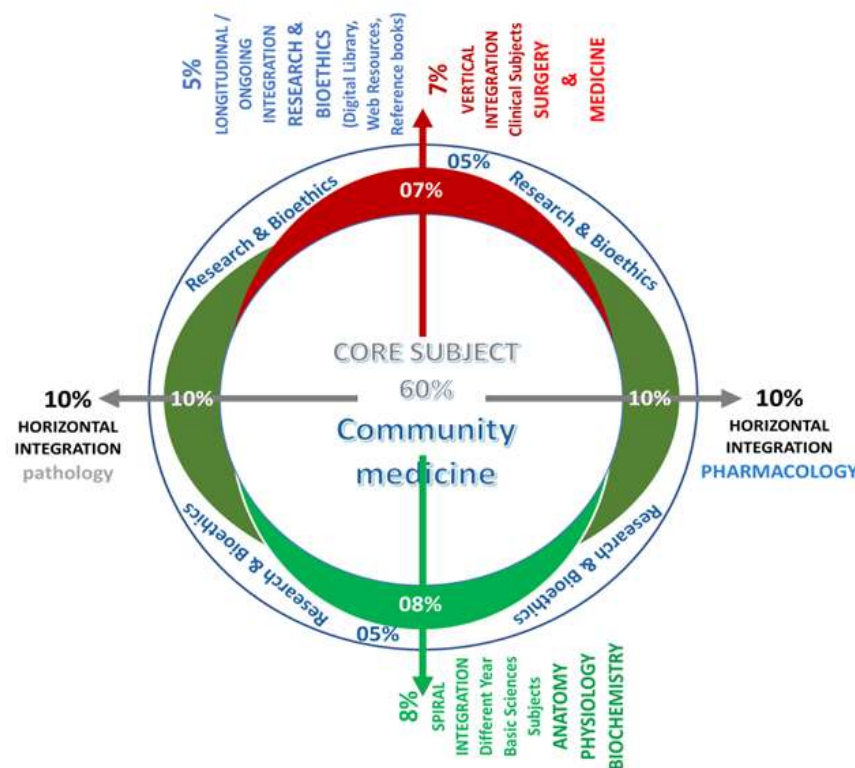 5%
LONGITUDINAL /
ONGOING
INTEGRATION
RESEARCH &
BIOETHICS
(Digital Library,
Web Resources,
Reference books)
7%
VERTICAL
INTEGRATION
Clinical Subjects
SURGERY
&
MEDICINE
05%
07%
Research & Bioethics
Research & Bioethics
CORE SUBJECT
60%
Community
medicine
10%
HORIZONTAL
INTEGRATION
pathology
10%
10%
10%
HORIZONTAL
INTEGRATION
PHARMACOLOGY
Research & Bioethics
Research & Bioethics
08%
05%
8%
SPIRAL
INTEGRATION
Different Year
Basic Sciences
Subjects
ANATOMY
PHYSIOLOGY
BIOCHEMISTRY